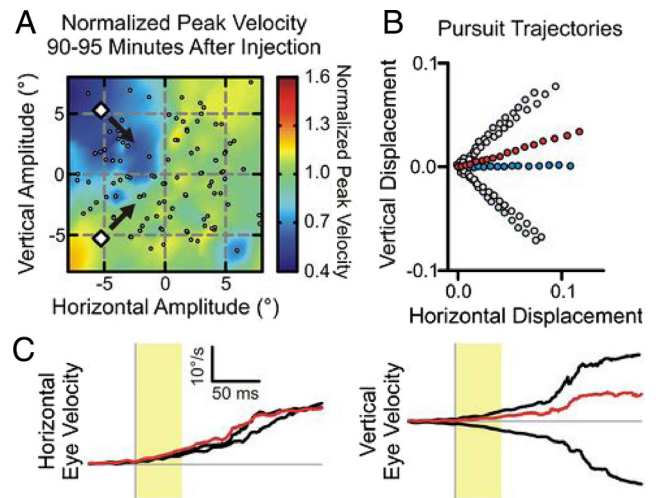 A
Normalized Peak Velocity
90-95 Minutes After Injection
Vertical Amplitude (°)
5
0
-5
-5
0
5
Horizontal Amplitude (°)
1.6
1.3
1.0
0.7
0.4
Normalized Peak Velocity
B
Pursuit Trajectories
Vertical Displacement
0.1
0.0
-0.1
0.0
0.1
Horizontal Displacement
C
Horizontal
Eye Velocity
10°/s
50 ms
Vertical
Eye Velocity